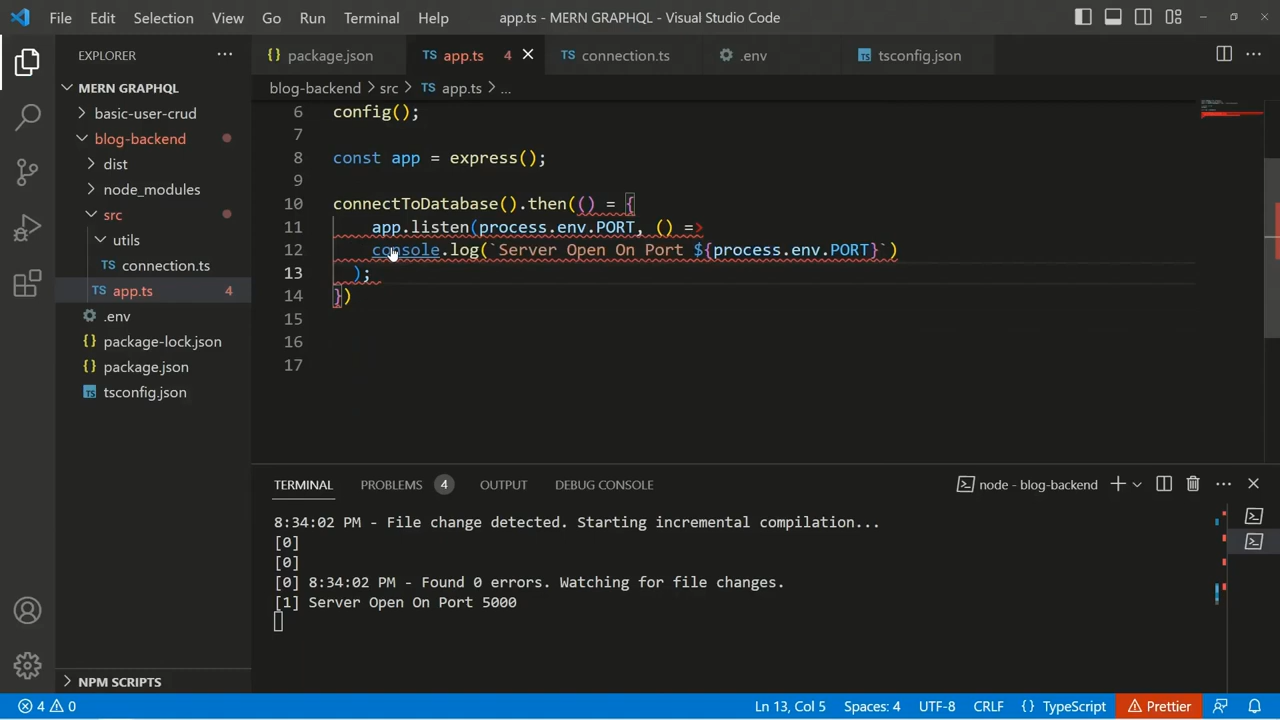 File Edit Selection View Go Run Terminal Help app.ts - MERN GRAPHQL - Visual Studio Code
EXPLORER
MERN GRAPHQL
basic-user-crud
blog-backend
dist
node_modules
src
utils
TS connection.ts
TS app.ts 4
.env
{} package-lock.json
{} package.json
TS tsconfig.json
NPM SCRIPTS
{} package.json TS app.ts 4 TS connection.ts .env TS tsconfig.json
blog-backend > src > TS app.ts > ...
6 config();
7
8 const app = express();
9
10 connectToDatabase().then(() = {
11 app.listen(process.env.PORT, () =>
12 console.log(`Server Open On Port ${process.env.PORT}`)
13 );
14 })
15
16
17
TERMINAL PROBLEMS 4 OUTPUT DEBUG CONSOLE node - blog-backend
8:34:02 PM - File change detected. Starting incremental compilation...
[0]
[0]
[0] 8:34:02 PM - Found 0 errors. Watching for file changes.
[1] Server Open On Port 5000
4 0 Ln 13, Col 5 Spaces: 4 UTF-8 CRLF {} TypeScript Prettier